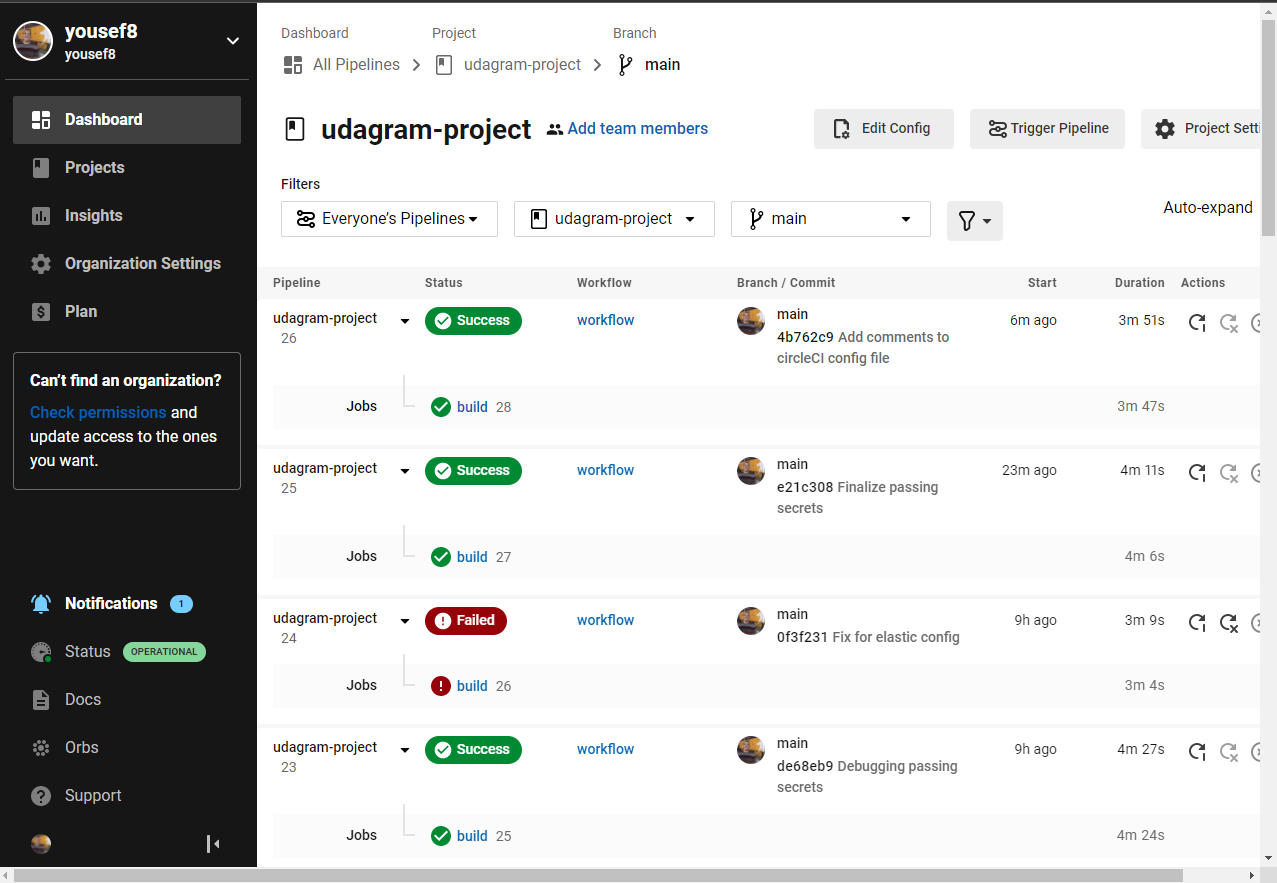 yousef8
yousef8
Dashboard
Projects
Insights
Organization Settings
Plan
Can't find an organization?
Check permissions and
update access to the ones
you want.
Notifications 1
Status OPERATIONAL
Docs
Orbs
Support
Dashboard Project Branch
All Pipelines udagram-project main
udagram-project Add team members Edit Config Trigger Pipeline Project Setti
Filters
Everyone's Pipelines udagram-project main Auto-expand
Pipeline Status Workflow Branch / Commit Start Duration Actions
udagram-project Success workflow main 6m ago 3m 51s
26 4b762c9 Add comments to
circleCI config file
Jobs build 28 3m 47s
udagram-project Success workflow main 23m ago 4m 11s
25 e21c308 Finalize passing
secrets
Jobs build 27 4m 6s
udagram-project Failed workflow main 9h ago 3m 9s
24 0f3f231 Fix for elastic config
Jobs build 26 3m 4s
udagram-project Success workflow main 9h ago 4m 27s
23 de68eb9 Debugging passing
secrets
Jobs build 25 4m 24s